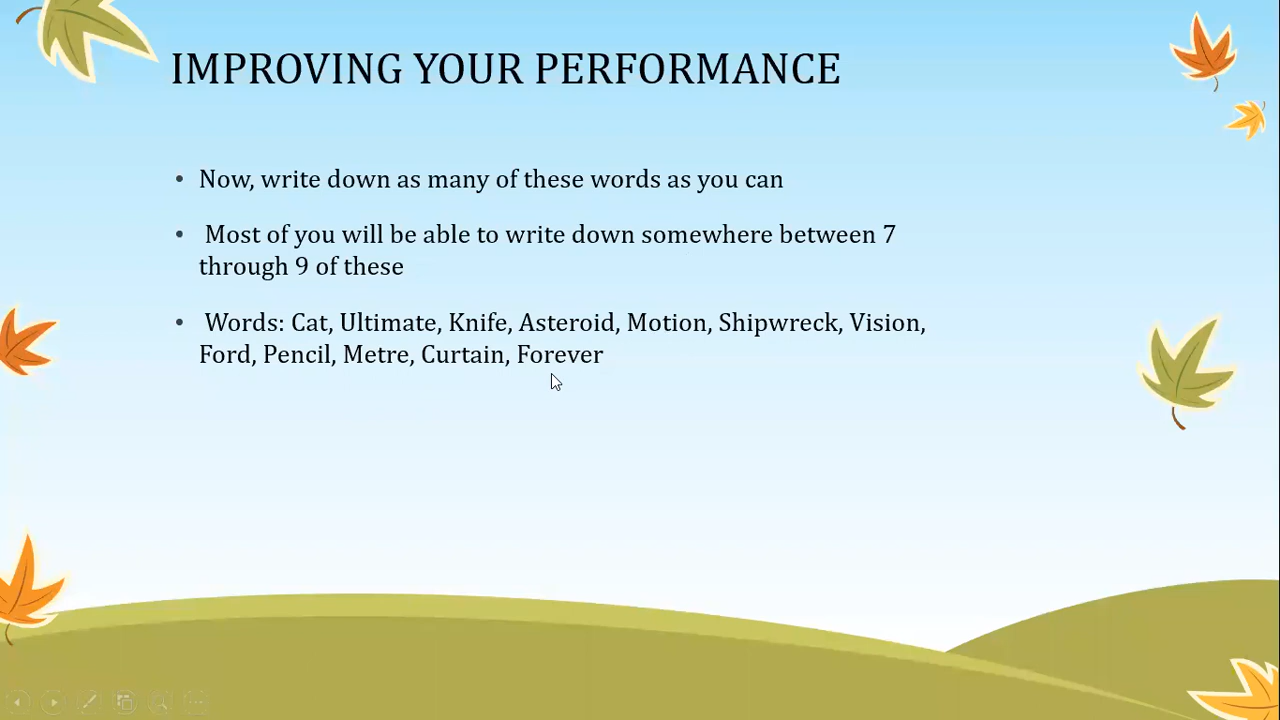 IMPROVING YOUR PERFORMANCE
• Now, write down as many of these words as you can
• Most of you will be able to write down somewhere between 7
through 9 of these
• Words: Cat, Ultimate, Knife, Asteroid, Motion, Shipwreck, Vision,
Ford, Pencil, Metre, Curtain, Forever